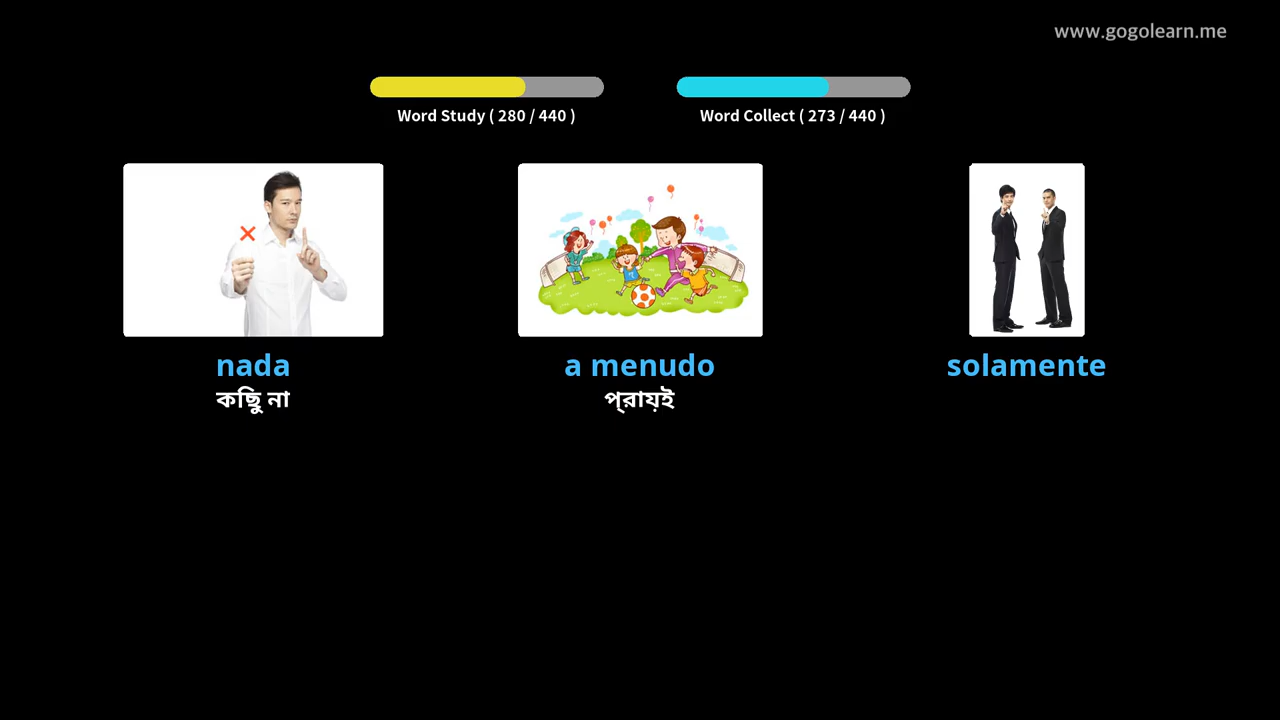 www.gogolearn.me
Word Study ( 280 / 440 )
Word Collect ( 273 / 440 )
nada
a menudo
solamente
কিছু না
প্রায়ই